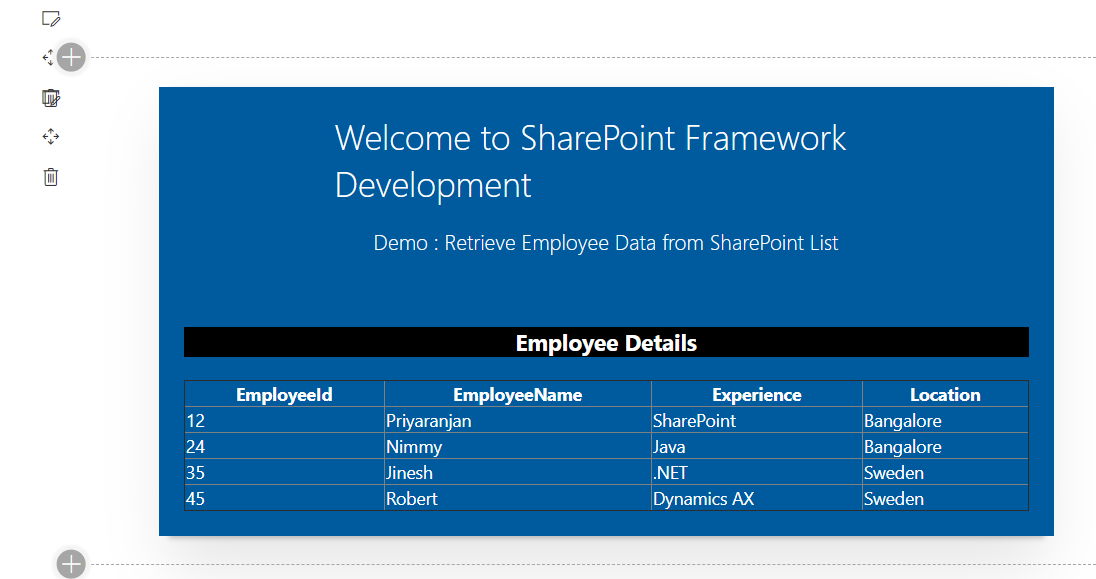 Welcome to SharePoint Framework
Development
Demo : Retrieve Employee Data from SharePoint List
Employee Details
EmployeeId EmployeeName Experience Location
12 Priyaranjan SharePoint Bangalore
24 Nimmy Java Bangalore
35 Jinesh .NET Sweden
45 Robert Dynamics AX Sweden